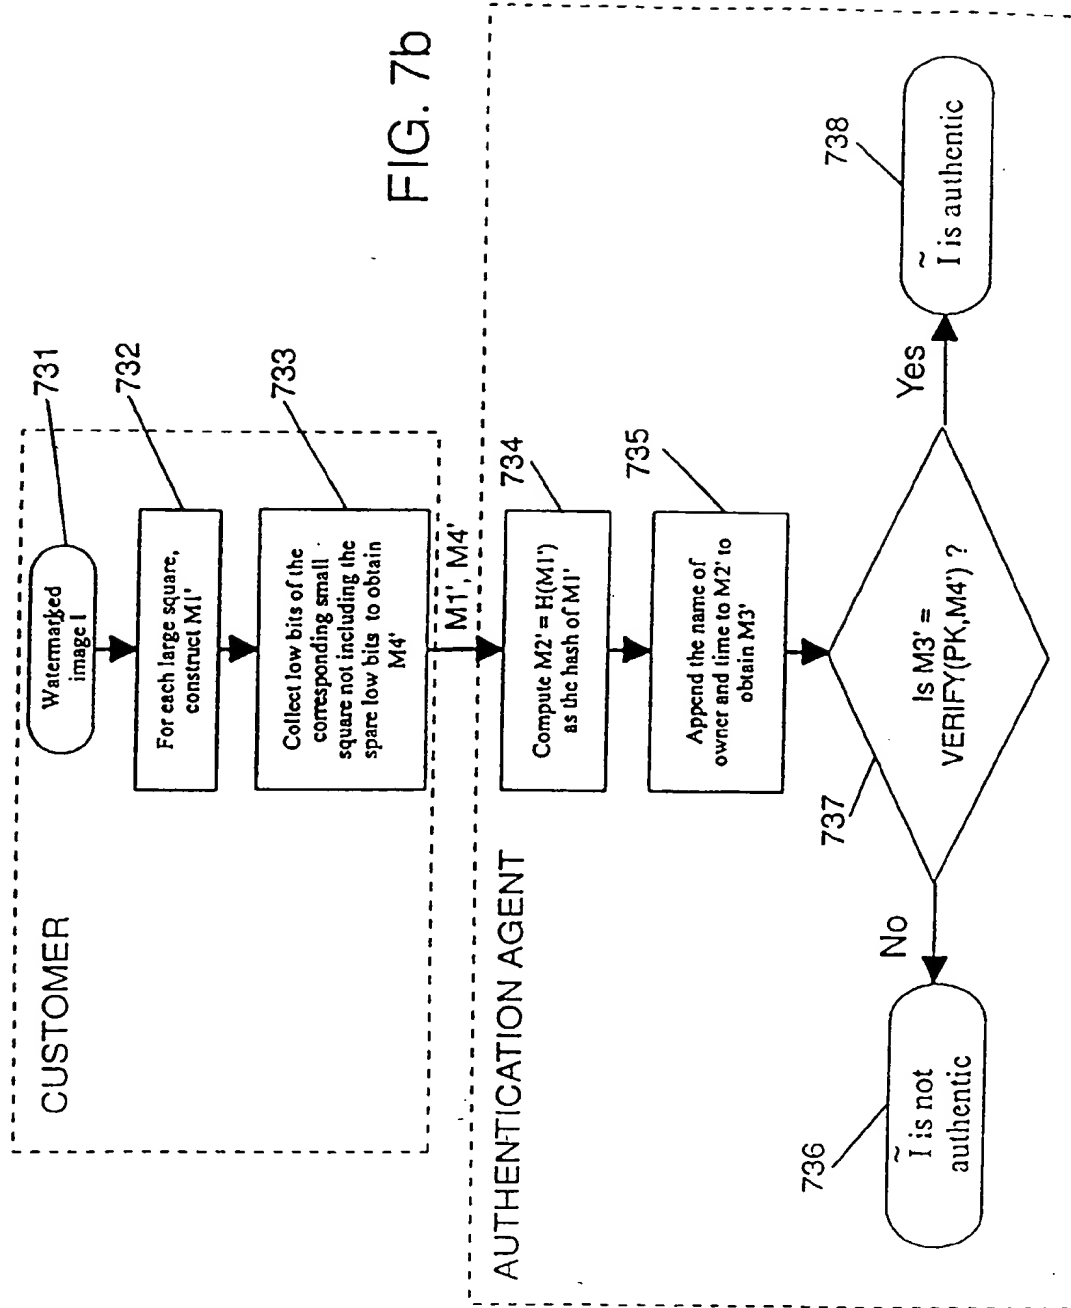 FIG. 7b
CUSTOMER
731
Watermarked
image I
732
For each large square,
construct M1'
733
Collect low bits of the
corresponding small
square not including the
spare low bits to obtain
M4'
M1', M4'
AUTHENTICATION AGENT
734
Compute M2' = H(M1')
as the hash of M1'
735
Append the name of
owner and time to M2' to
obtain M3'
737
Is M3' =
VERIFY(PK,M4') ?
No
Yes
736
Ĩ is not
authentic
738
Ĩ is authentic